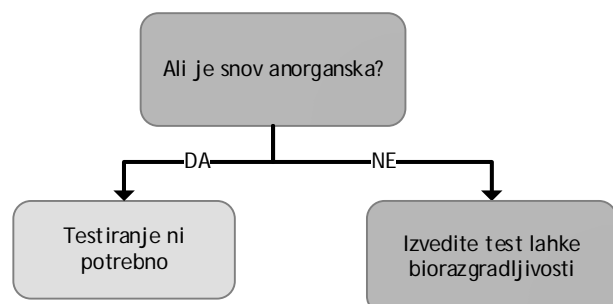 Ali je snov anorganska?
DA
NE
Testiranje ni
potrebno
Izvedite test lahke
biorazgradljivosti